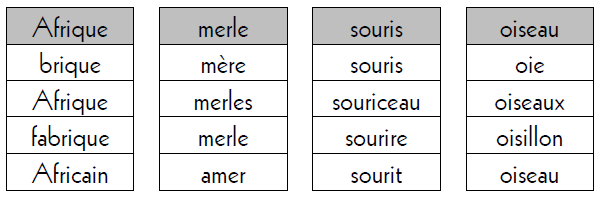 Afrique merle souris oiseau
brique mère souris oie
Afrique merles souriceau oiseaux
fabrique merle sourire oisillon
Africain amer sourit oiseau